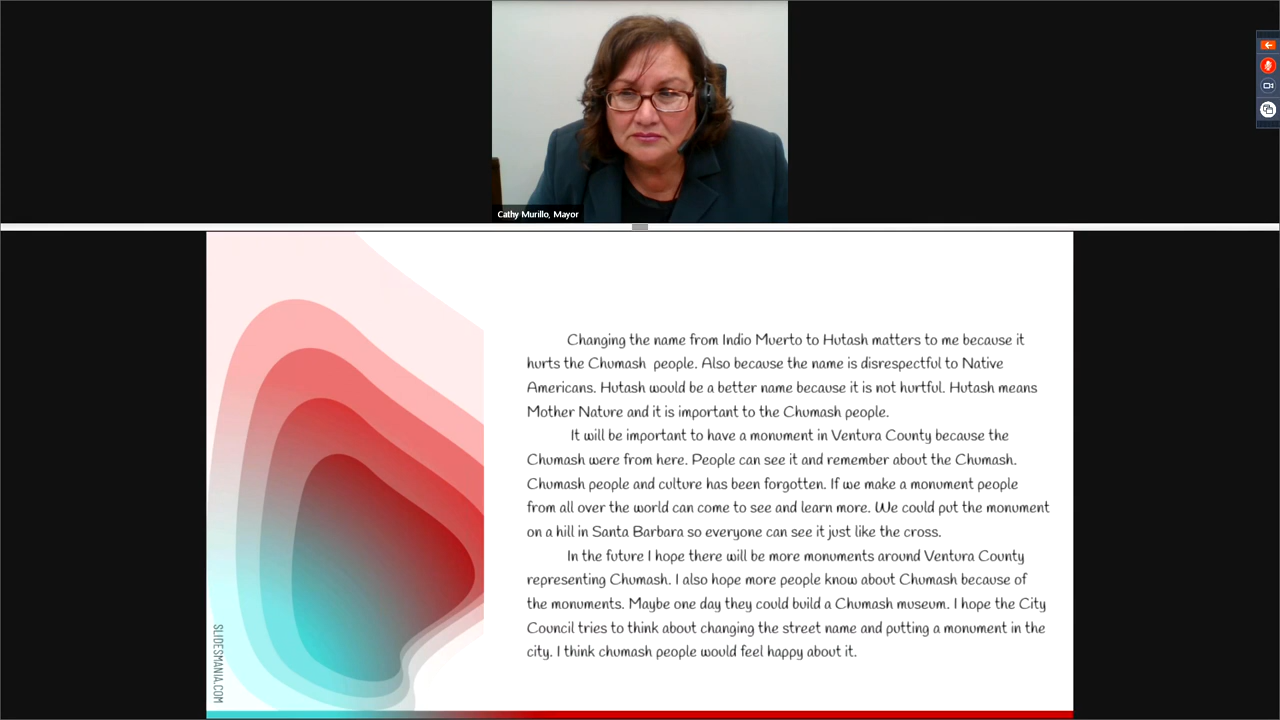 Cathy Murillo, Mayor
Changing the name from Indio Muerto to Hutash matters to me because it
hurts the Chumash people. Also because the name is disrespectful to Native
Americans. Hutash would be a better name because it is not hurtful. Hutash means
Mother Nature and it is important to the Chumash people.
It will be important to have a monument in Ventura County because the
Chumash were from here. People can see it and remember about the Chumash.
Chumash people and culture has been forgotten. If we make a monument people
from all over the world can come to see and learn more. We could put the monument
on a hill in Santa Barbara so everyone can see it just like the cross.
In the future I hope there will be more monuments around Ventura County
representing Chumash. I also hope more people know about Chumash because of
the monuments. Maybe one day they could build a Chumash museum. I hope the City
Council tries to think about changing the street name and putting a monument in the
city. I think chumash people would feel happy about it.
SLIDESMANIA.COM